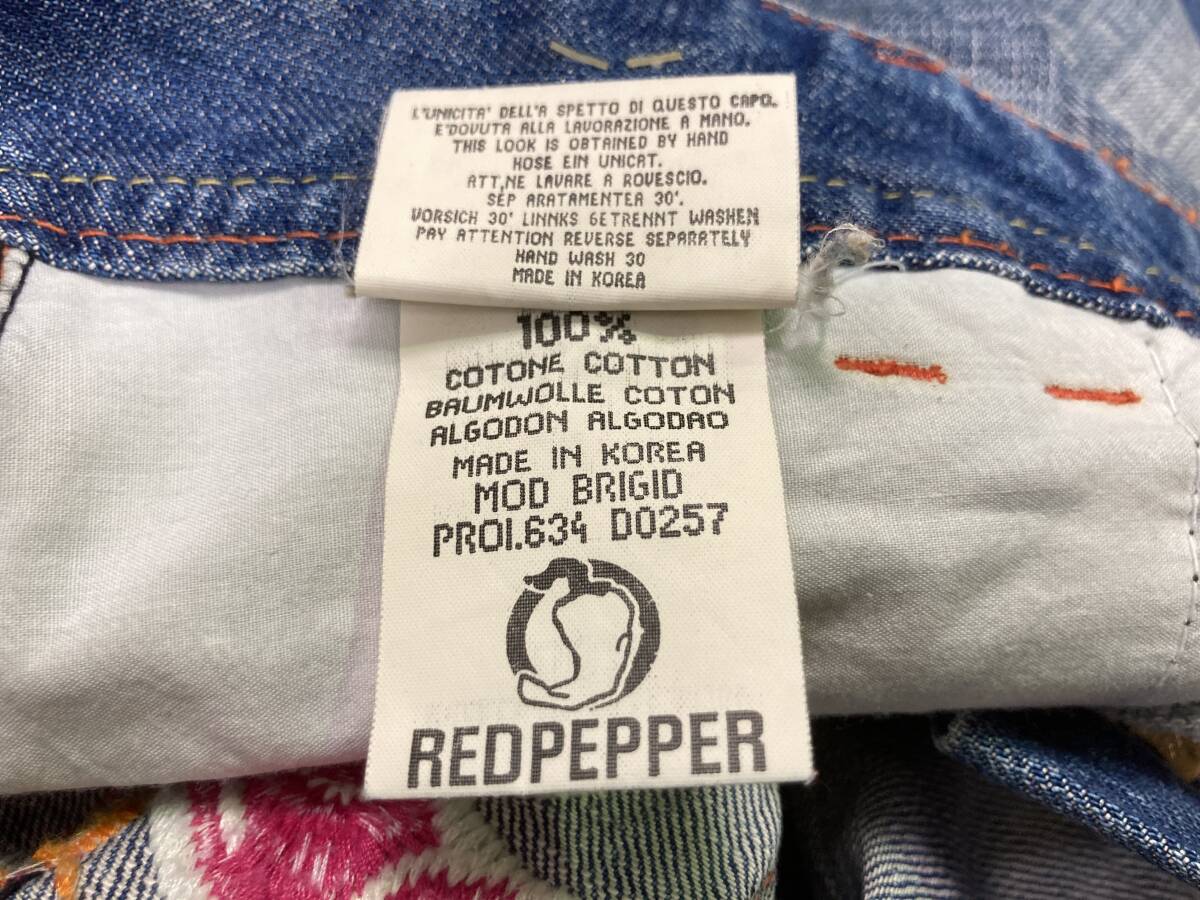 L'UNICITA' DELL'A SPETTO DI QUESTO CAPO.
E'DOVUTA ALLA LAVORAZIONE A MANO.
THIS LOOK IS OBTAINED BY HAND
HOSE EIN UNICAT.
ATT,NE LAVARE A ROVESCIO.
SEP ARATAMENTER 30'.
VORSICH 30' LINNKS GETRENNT WASHEN
PAY ATTENTION REVERSE SEPARATELY
HAND WASH 30
MADE IN KOREA
100%
COTONE COTTON
BAUMWOLLE COTON
ALGODON ALGODAO
MADE IN KOREA
MOD BRIGID
PROI.634 D0257
REDPEPPER